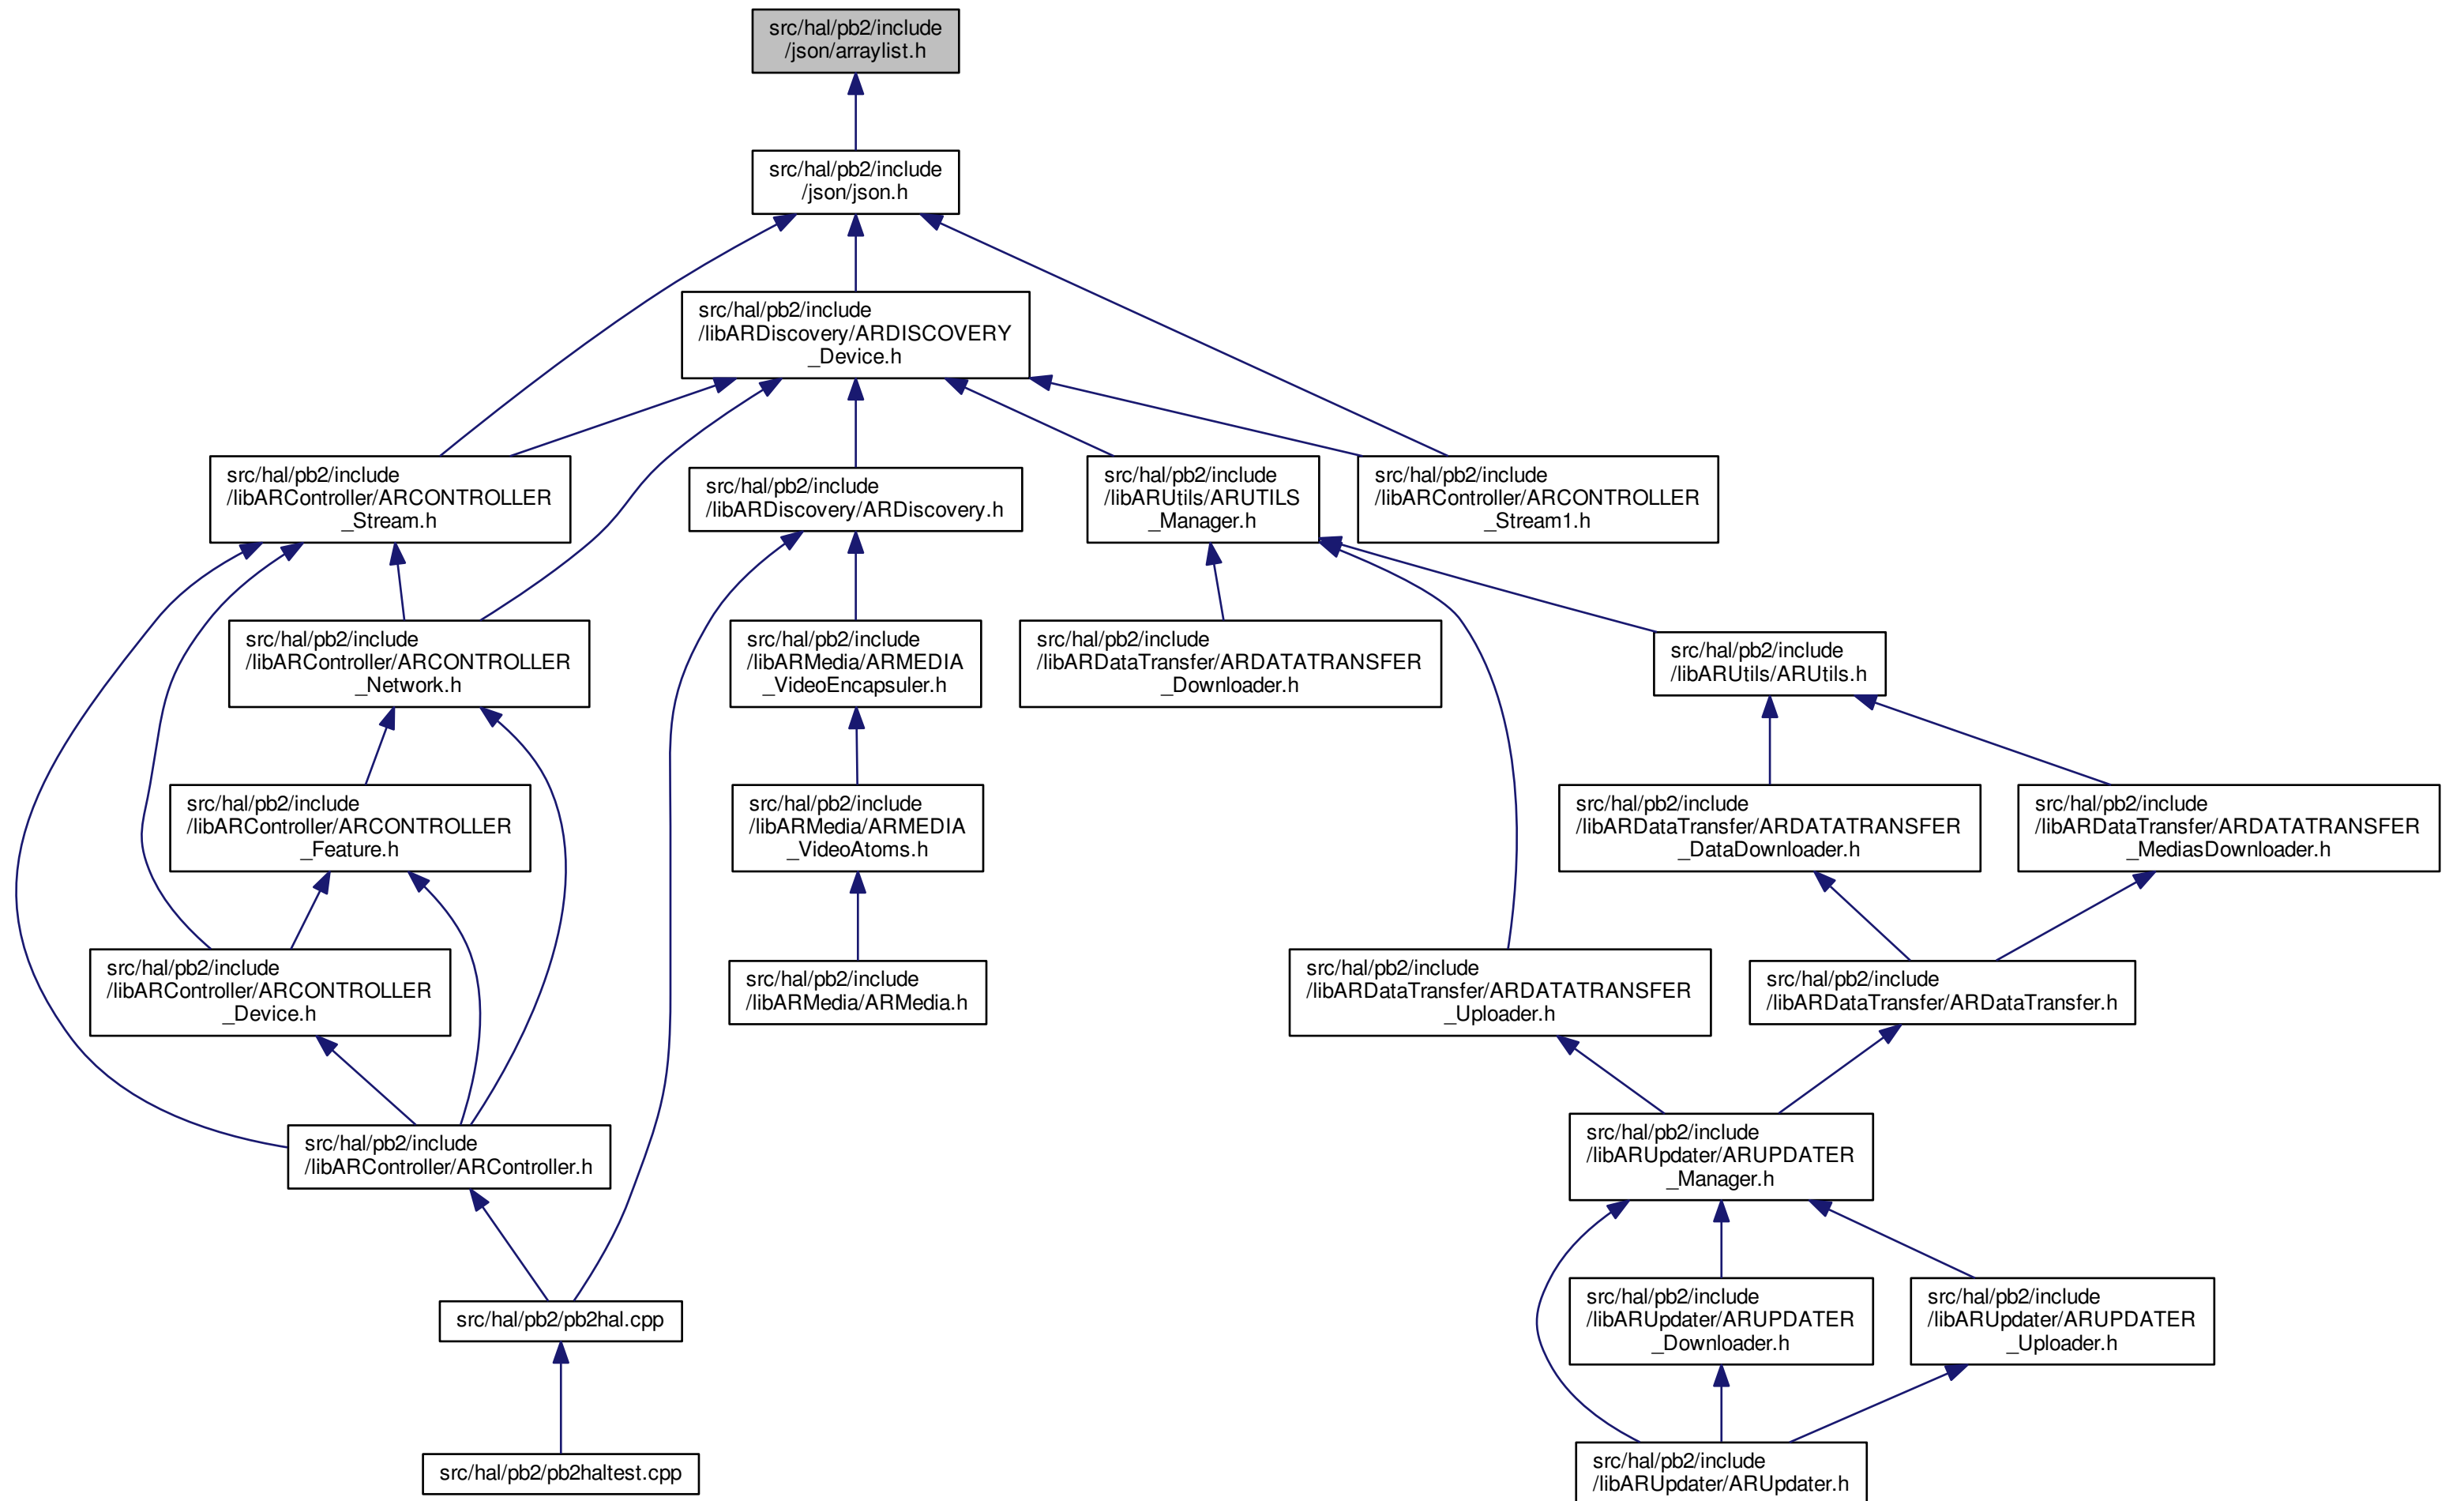 src/hal/pb2/include
/json/arraylist.h
src/hal/pb2/include
/json/json.h
src/hal/pb2/include
/libARDiscovery/ARDISCOVERY
_Device.h
src/hal/pb2/include
/libARController/ARCONTROLLER
_Stream.h
src/hal/pb2/include
/libARDiscovery/ARDiscovery.h
src/hal/pb2/include
/libARUtils/ARUTILS
_Manager.h
src/hal/pb2/include
/libARController/ARCONTROLLER
_Stream1.h
src/hal/pb2/include
/libARController/ARCONTROLLER
_Network.h
src/hal/pb2/include
/libARMedia/ARMEDIA
_VideoEncapsuler.h
src/hal/pb2/include
/libARDataTransfer/ARDATATRANSFER
_Downloader.h
src/hal/pb2/include
/libARUtils/ARUtils.h
src/hal/pb2/include
/libARController/ARCONTROLLER
_Feature.h
src/hal/pb2/include
/libARMedia/ARMEDIA
_VideoAtoms.h
src/hal/pb2/include
/libARDataTransfer/ARDATATRANSFER
_DataDownloader.h
src/hal/pb2/include
/libARDataTransfer/ARDATATRANSFER
_MediasDownloader.h
src/hal/pb2/include
/libARController/ARCONTROLLER
_Device.h
src/hal/pb2/include
/libARMedia/ARMedia.h
src/hal/pb2/include
/libARDataTransfer/ARDATATRANSFER
_Uploader.h
src/hal/pb2/include
/libARDataTransfer/ARDataTransfer.h
src/hal/pb2/include
/libARController/ARController.h
src/hal/pb2/include
/libARUpdater/ARUPDATER
_Manager.h
src/hal/pb2/pb2hal.cpp
src/hal/pb2/include
/libARUpdater/ARUPDATER
_Downloader.h
src/hal/pb2/include
/libARUpdater/ARUPDATER
_Uploader.h
src/hal/pb2/pb2haltest.cpp
src/hal/pb2/include
/libARUpdater/ARUpdater.h